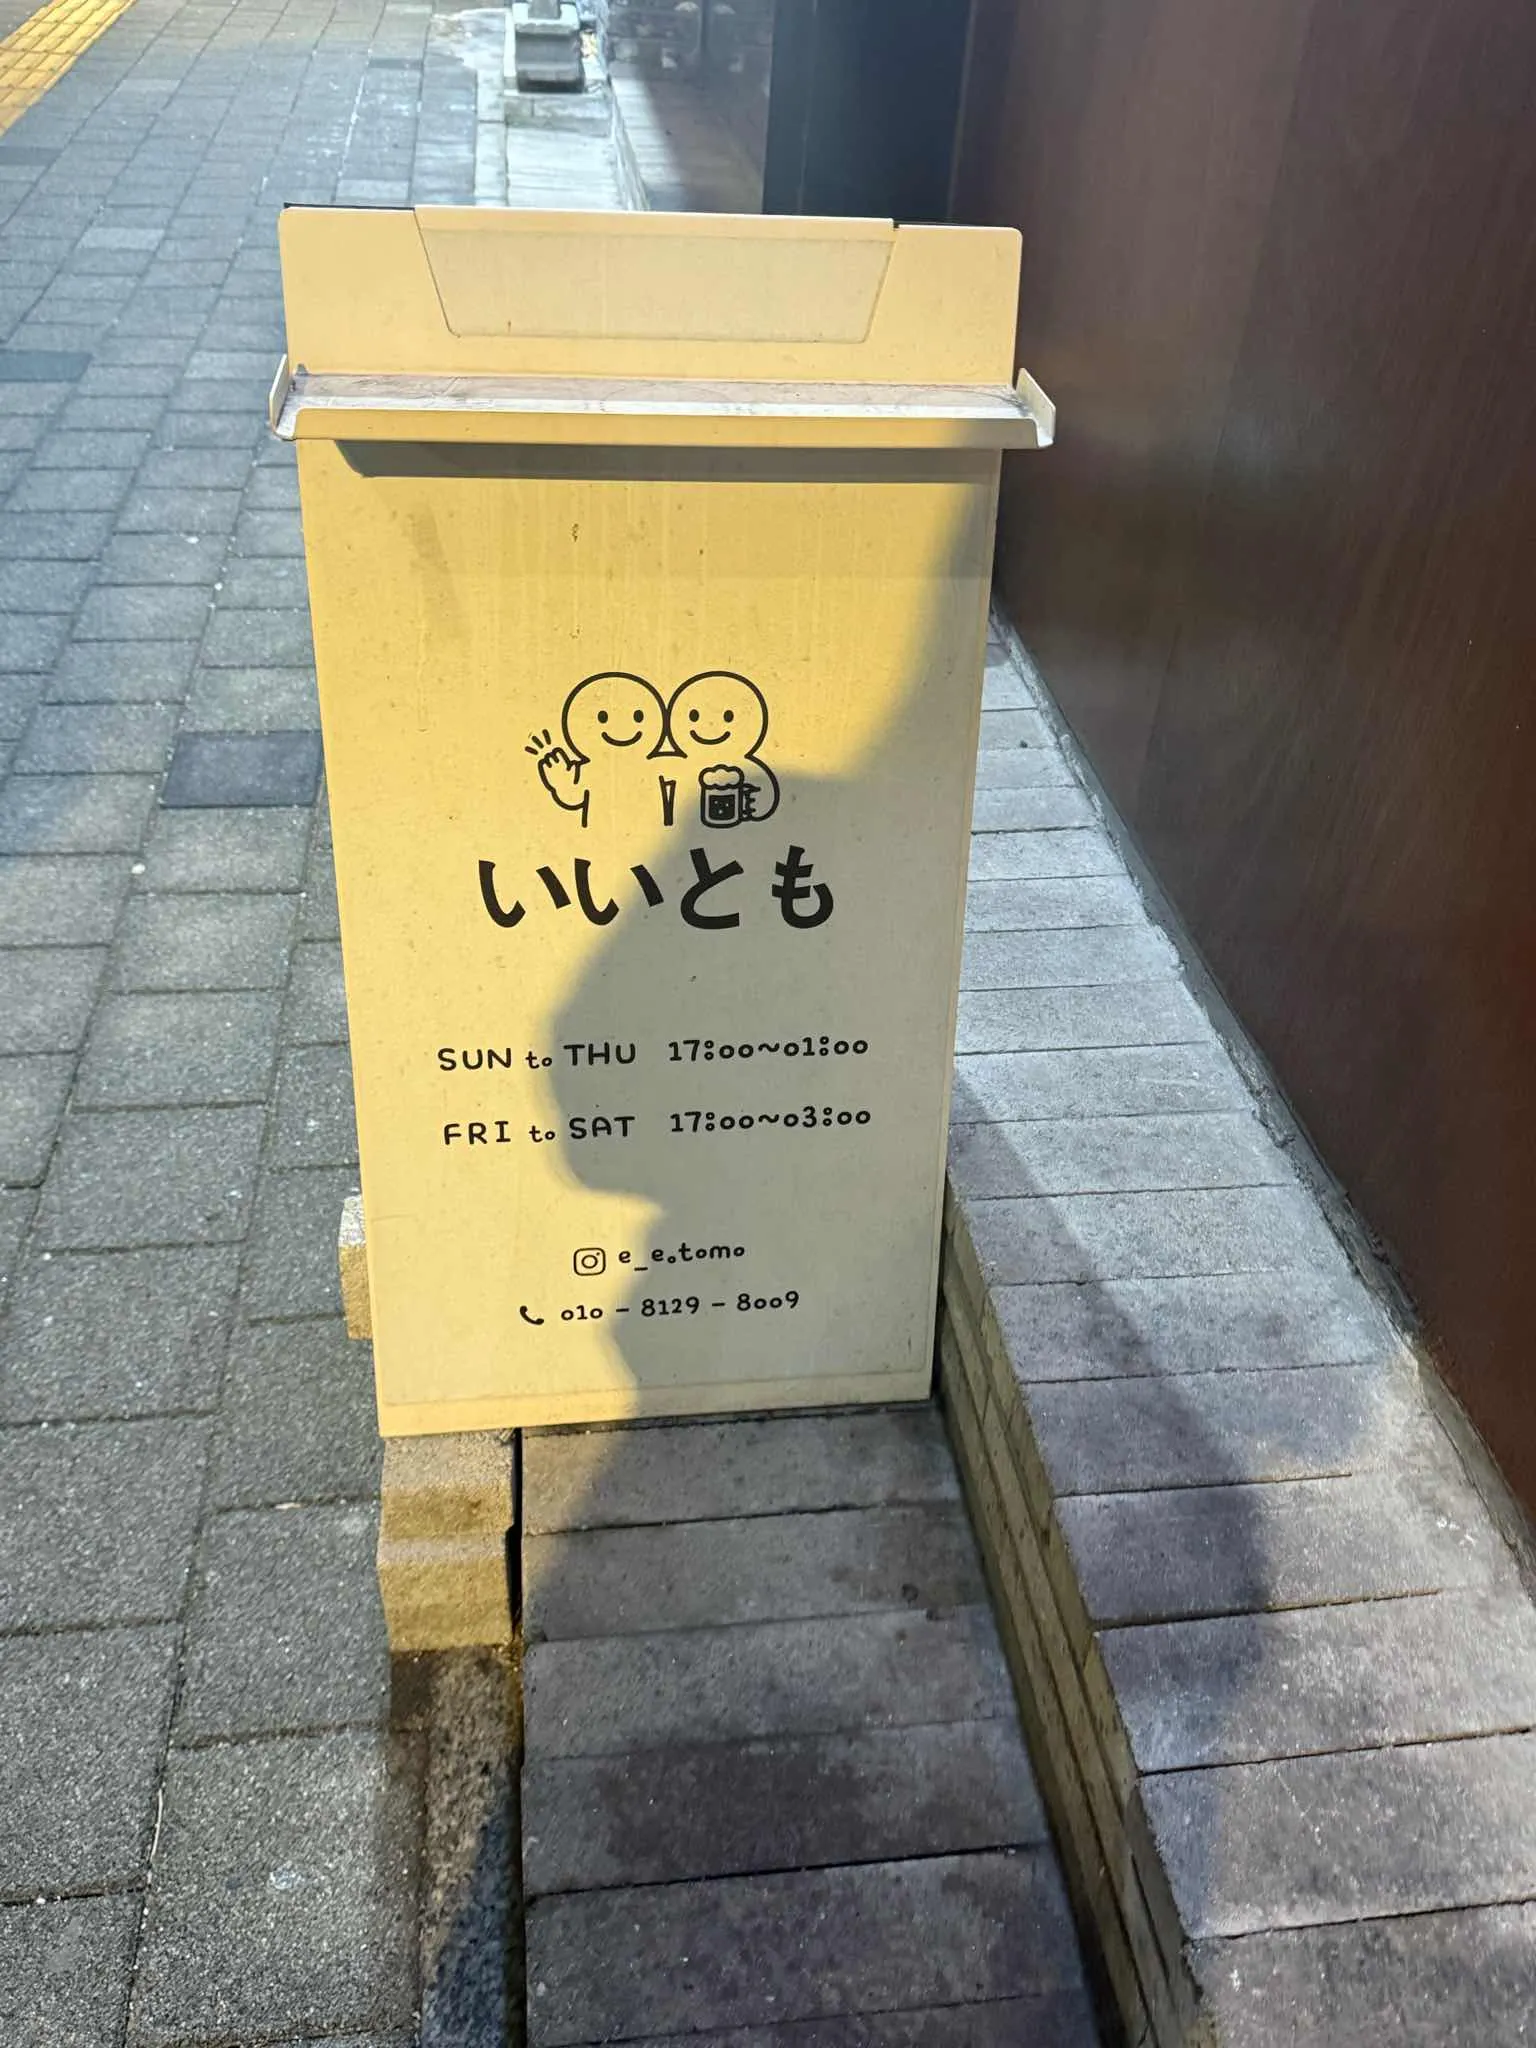 いいとも
SUN to THU 17:00~01:00
FRI to SAT 17:00~03:00
e_e.tomo
010 - 8129 - 8009